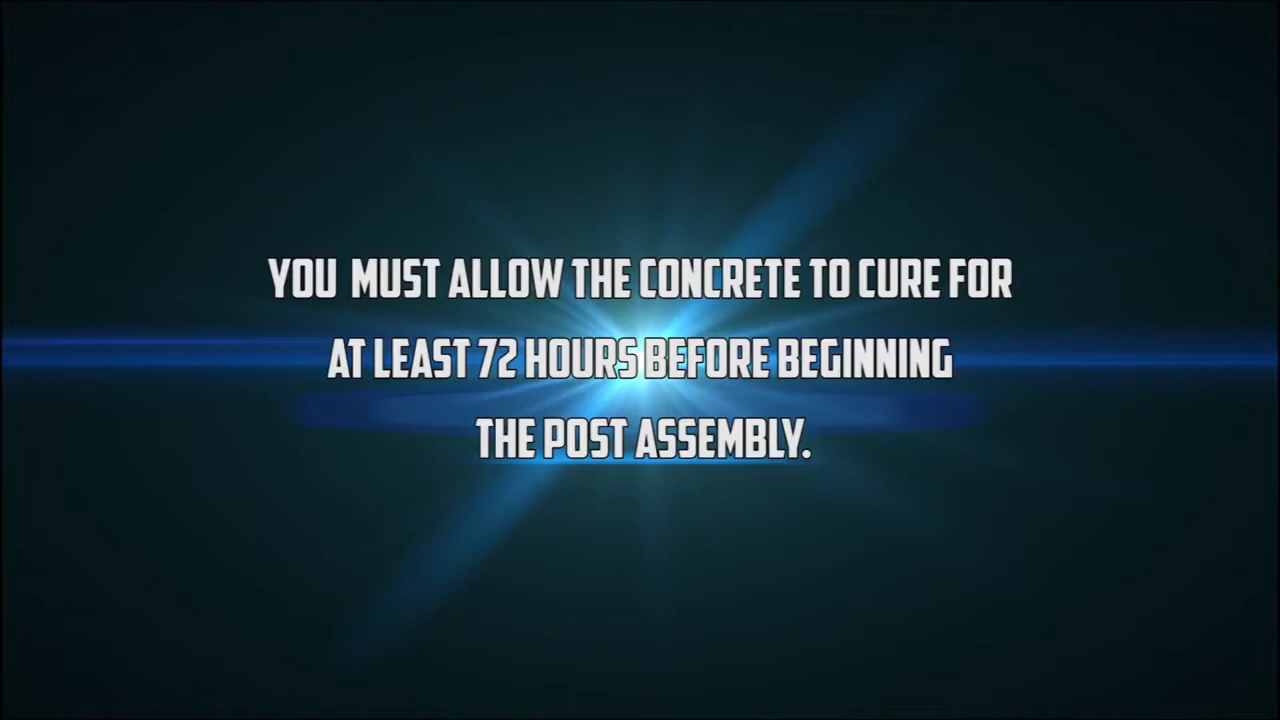 YOU MUST ALLOW THE CONCRETE TO CURE FOR
AT LEAST 72 HOURS BEFORE BEGINNING
THE POST ASSEMBLY.